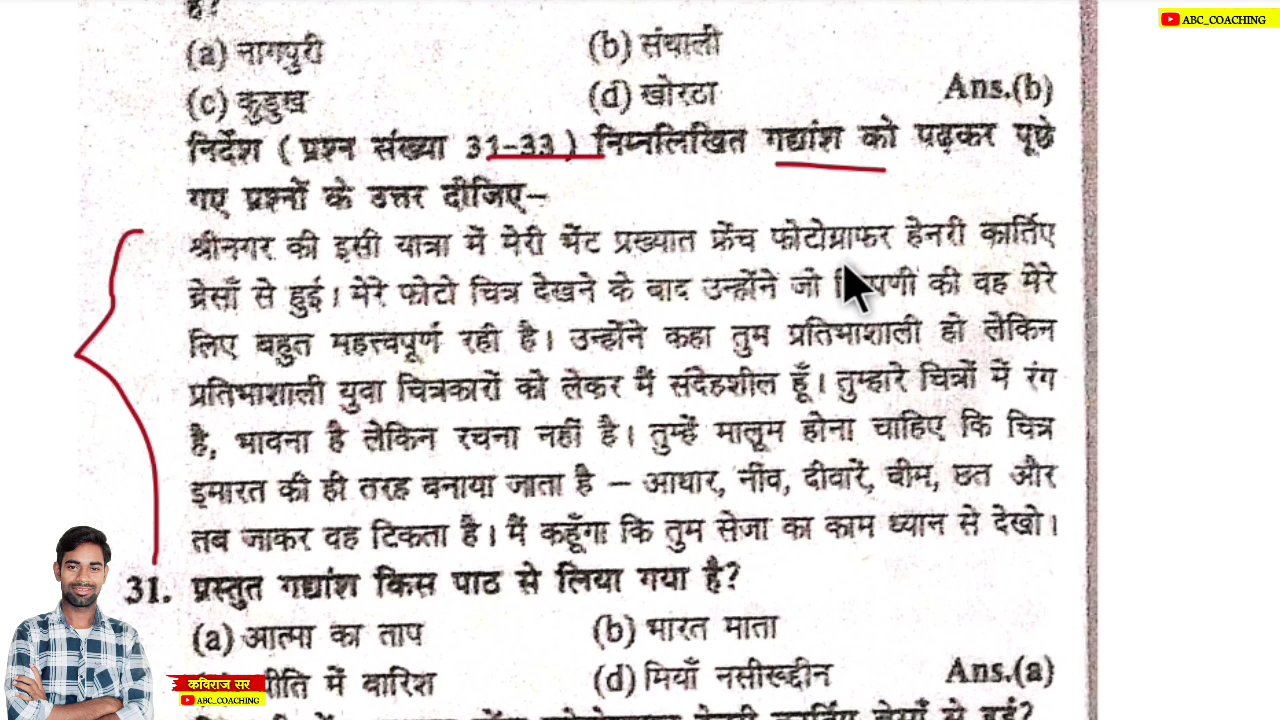 ABC_COACHING
है?
(a) नागपुरी (b) संथाली
(c) कुडुख (d) खोरठा Ans.(b)
निर्देश ( प्रश्न संख्या 31-33 ) निम्नलिखित गद्यांश को पढ़कर पूछे
गए प्रश्नों के उत्तर दीजिए–
श्रीनगर की इसी यात्रा में मेरी भेंट प्रख्यात फ्रेंच फोटोग्राफर हेनरी कार्तिए
ब्रेसाँ से हुई। मेरे फोटो चित्र देखने के बाद उन्होंने जो की वह मेरे
लिए बहुत महत्त्वपूर्ण रही है। उन्होंने कहा तुम प्रतिभाशाली हो लेकिन
प्रतिभाशाली युवा चित्रकारों को लेकर मैं संदेहशील हूँ। तुम्हारे चित्रों में रंग
है, भावना है लेकिन रचना नहीं है। तुम्हें मालूम होना चाहिए कि चित्र
इमारत की ही तरह बनाया जाता है – आधार, नींव, दीवारें, बीम, छत और
तब जाकर वह टिकता है। मैं कहूँगा कि तुम सेजा का काम ध्यान से देखो।
31. प्रस्तुत गद्यांश किस पाठ से लिया गया है?
(a) आत्मा का ताप (b) भारत माता
में बारिश (d) मियाँ नसीरुद्दीन Ans.(a)
कविराज सर
ABC_COACHING